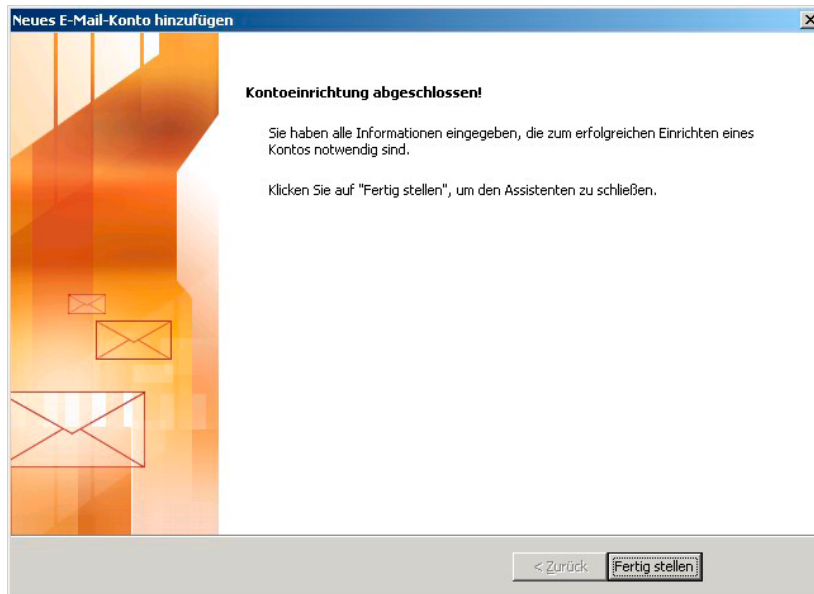 Neues E-Mail-Konto hinzufügen
Kontoeinrichtung abgeschlossen!
Sie haben alle Informationen eingegeben, die zum erfolgreichen Einrichten eines
Kontos notwendig sind.
Klicken Sie auf "Fertig stellen", um den Assistenten zu schließen.
< Zurück
Fertig stellen